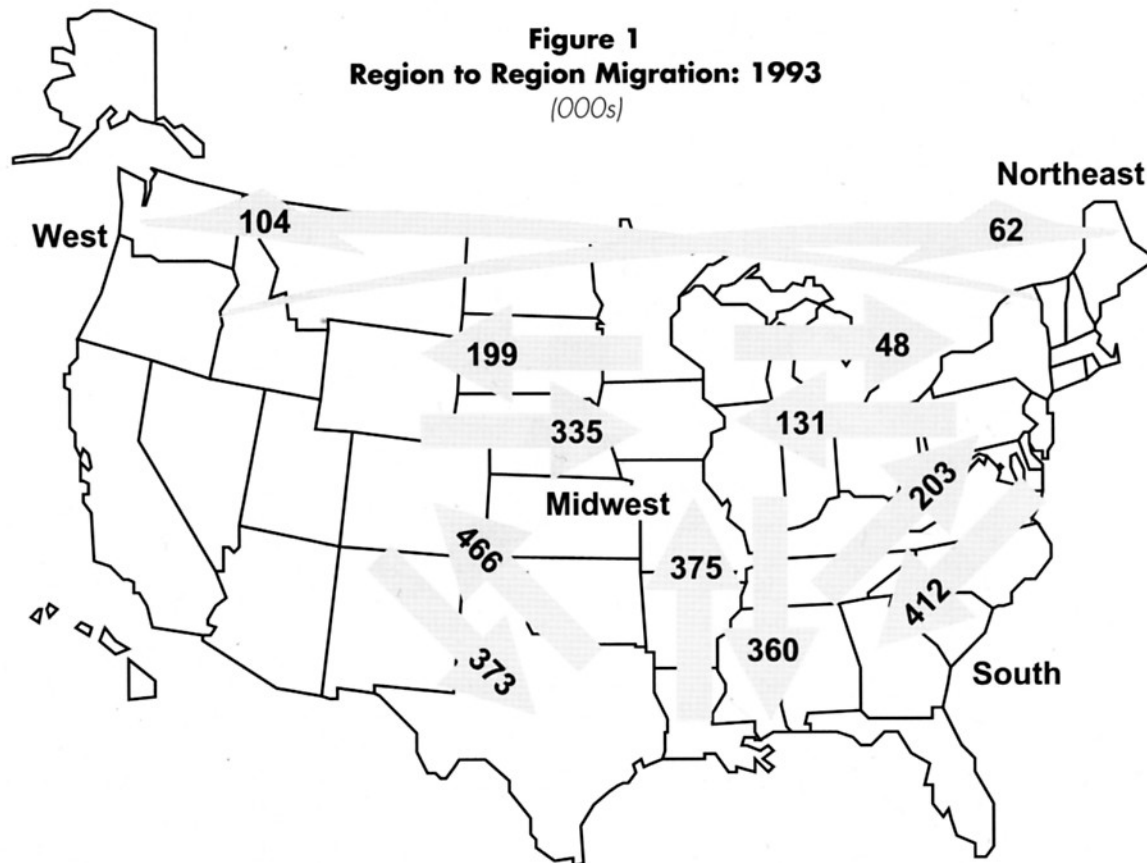 Figure 1
Region to Region Migration: 1993
(000s)
Northeast
West
104
62
199
48
335
131
Midwest
203
466
375
412
373
360
South